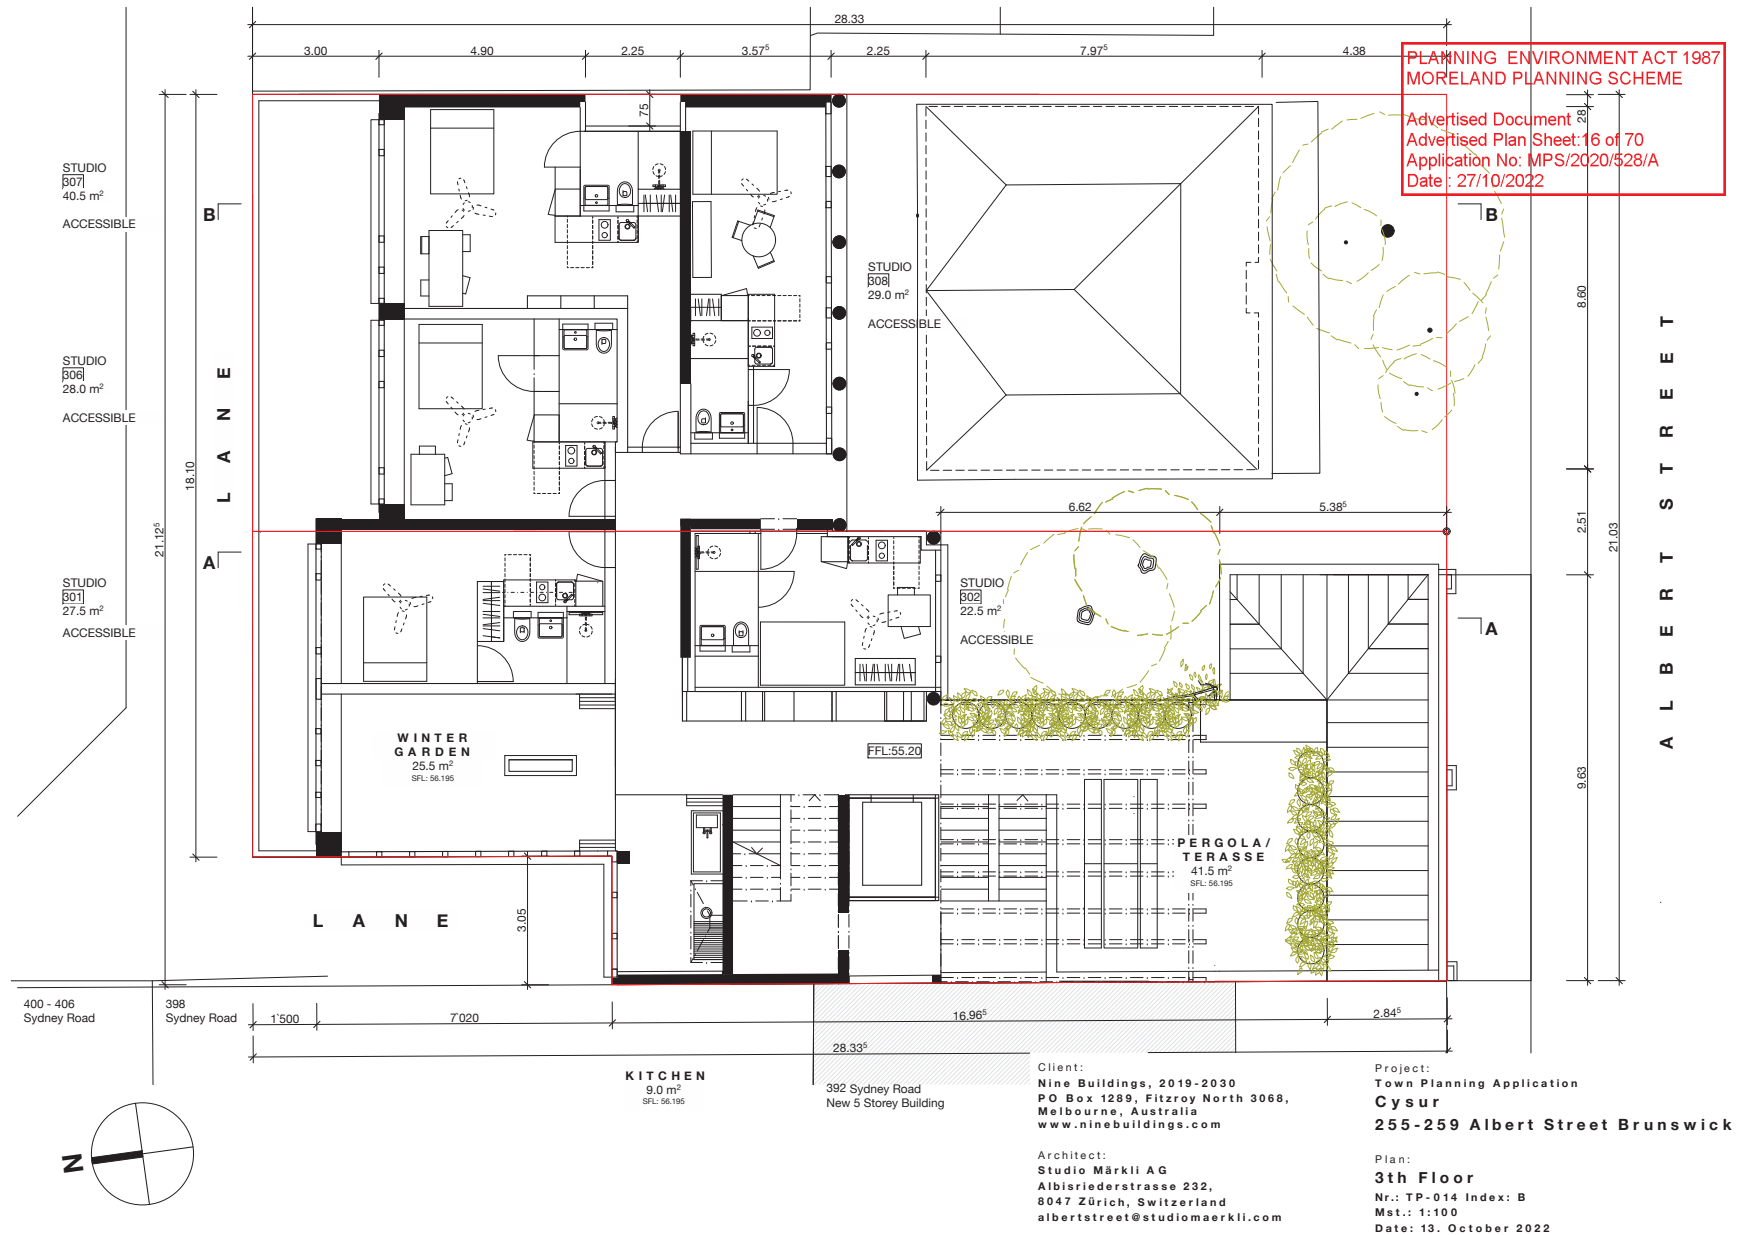 28.33
3.00
4.90
2.25
3.57⁵
2.25
7.97⁵
4.38
PLANNING ENVIRONMENT ACT 1987
MORELAND PLANNING SCHEME
Advertised Document
Advertised Plan Sheet:16 of 70
Application No: MPS/2020/528/A
Date : 27/10/2022
75
28
STUDIO
307
40.5 m²
ACCESSIBLE
B
B
STUDIO
308
29.0 m²
ACCESSIBLE
8.60
STUDIO
306
28.0 m²
ACCESSIBLE
LANE
ALBERT STREET
18.10
21.12⁵
6.62
5.38⁵
2.51
21.03
A
STUDIO
301
27.5 m²
ACCESSIBLE
STUDIO
302
22.5 m²
ACCESSIBLE
A
WINTER
GARDEN
25.5 m²
SFL: 56.195
FFL:55.20
9.63
PERGOLA/
TERASSE
41.5 m²
SFL: 56.195
LANE
3.05
400 - 406
Sydney Road
398
Sydney Road
1'500
7'020
16.96⁵
2.84⁵
28.33⁵
KITCHEN
9.0 m²
SFL: 56.195
392 Sydney Road
New 5 Storey Building
N
Client:
Nine Buildings, 2019-2030
PO Box 1289, Fitzroy North 3068,
Melbourne, Australia
www.ninebuildings.com
Architect:
Studio Märkli AG
Albisriederstrasse 232,
8047 Zürich, Switzerland
albertstreet@studiomaerkli.com
Project:
Town Planning Application
Cysur
255-259 Albert Street Brunswick
Plan:
3th Floor
Nr.: TP-014 Index: B
Mst.: 1:100
Date: 13. October 2022